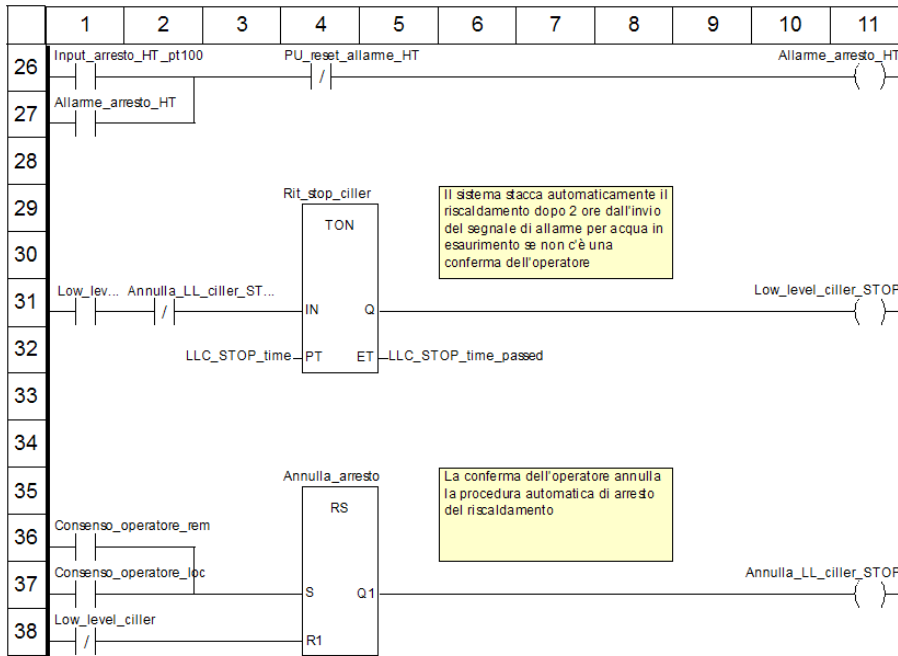 1 2 3 4 5 6 7 8 9 10 11
26
Input_arresto_HT_pt100 PU_reset_allarme_HT Allarme_arresto_HT
/
27
Allarme_arresto_HT
28
29
Rit_stop_ciller
TON
Il sistema stacca automaticamente il
riscaldamento dopo 2 ore dall'invio
del segnale di allarme per acqua in
esaurimento se non c'è una
conferma dell'operatore
30
31
Low_lev... Annulla_LL_ciller_ST... Low_level_ciller_STOP
/
IN Q
32
LLC_STOP_time PT ET LLC_STOP_time_passed
33
34
35
Annulla_arresto
RS
La conferma dell'operatore annulla
la procedura automatica di arresto
del riscaldamento
36
Consenso_operatore_rem
37
Consenso_operatore_loc Annulla_LL_ciller_STOP
S Q1
38
Low_level_ciller
/
R1